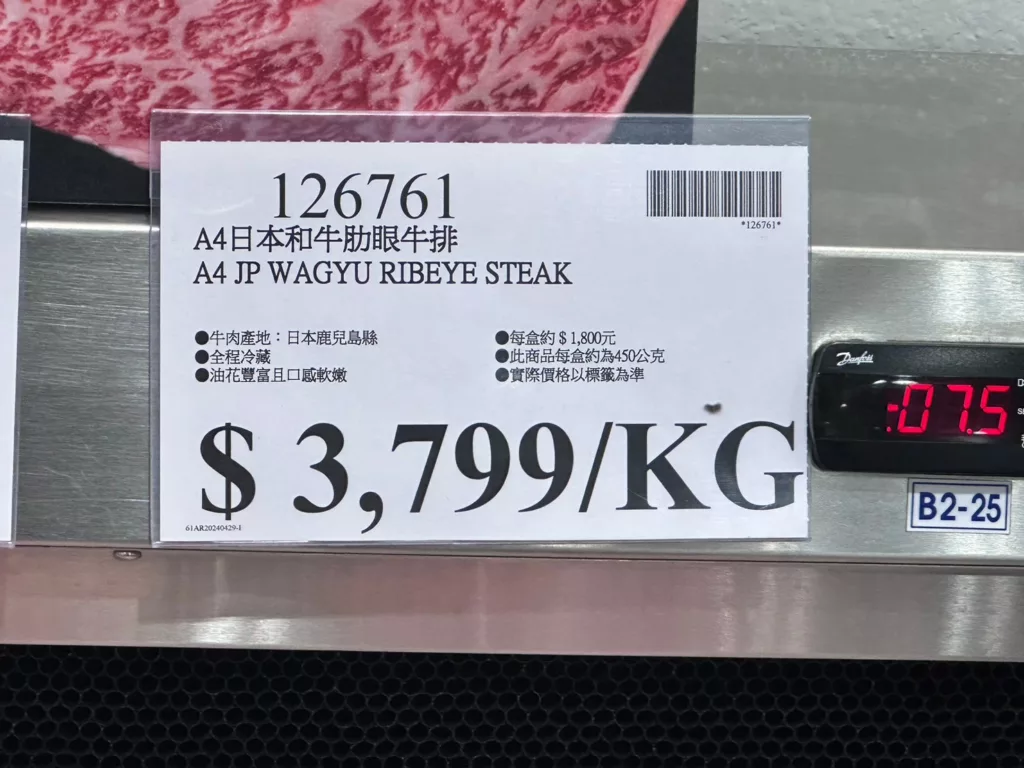 126761
*126761*
A4日本和牛肋眼牛排
A4 JP WAGYU RIBEYE STEAK
●牛肉產地：日本鹿兒島縣
●全程冷藏
●油花豐富且口感軟嫩
●每盒約 $ 1,800元
●此商品每盒約為450公克
●實際價格以標籤為準
$ 3,799/KG
61AR20240429-1
Danfoss
-07.5
B2-25